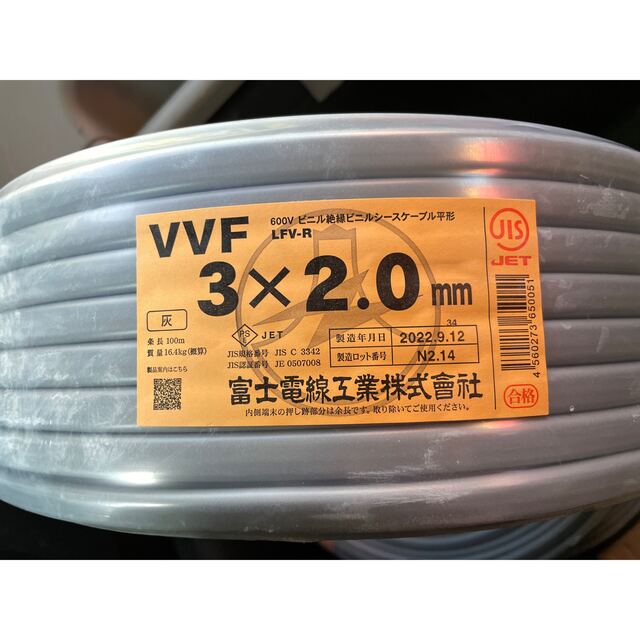 600V ビニル絶縁ビニルシースケーブル平形
VVF LFV-R
3×2.0mm
灰
条長 100m
質量 16.4kg(概算)
製品案内はこちら
PS E JET
JIS規格番号 JIS C 3342
JIS認証番号 JE 0507008
34
製造年月日 2022.9.12
製造ロット番号 N2.14
富士電線工業株式會社
内側端末の押し跡部分は余長です。取り除いてご使用ください。
JIS
JET
4 560273 650051
合格